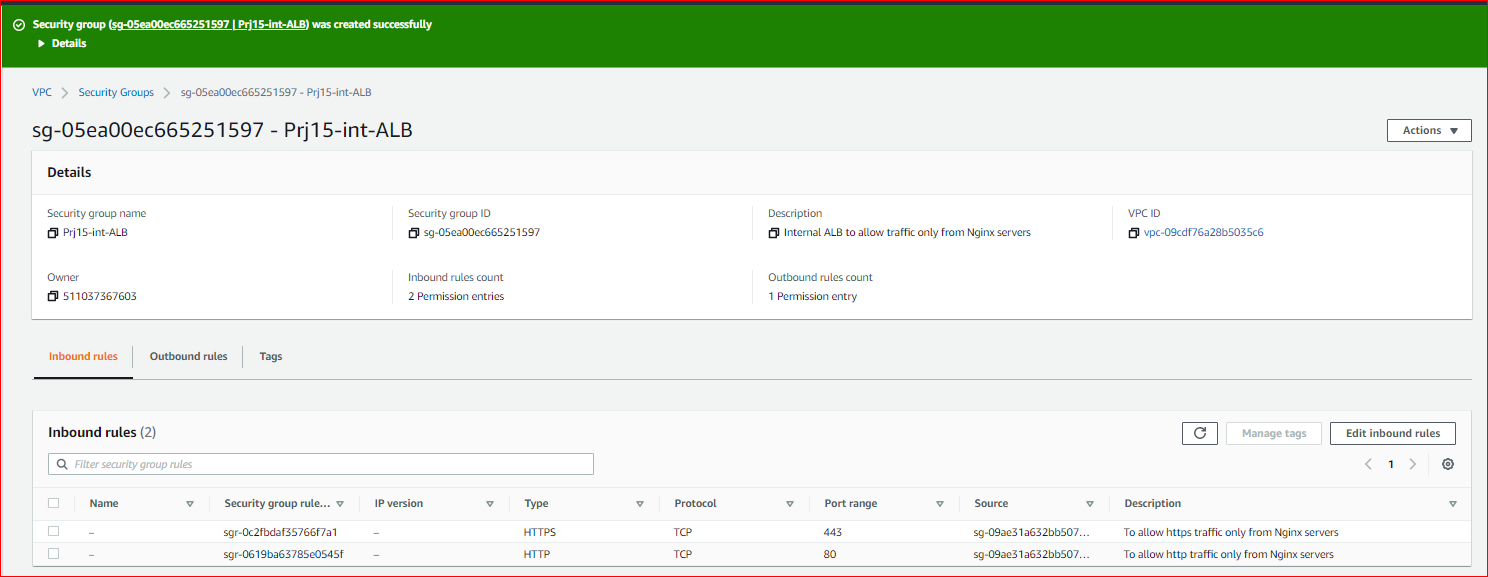 Security group (sg-05ea00ec665251597 | Prj15-int-ALB) was created successfully
Details
VPC > Security Groups > sg-05ea00ec665251597 - Prj15-int-ALB
sg-05ea00ec665251597 - Prj15-int-ALB
Actions
Details
Security group name Security group ID Description VPC ID
Prj15-int-ALB sg-05ea00ec665251597 Internal ALB to allow traffic only from Nginx servers vpc-09cdf76a28b5035c6
Owner Inbound rules count Outbound rules count
511037367603 2 Permission entries 1 Permission entry
Inbound rules Outbound rules Tags
Inbound rules (2) Manage tags Edit inbound rules
Filter security group rules 1
Name Security group rule... IP version Type Protocol Port range Source Description
– sgr-0c2fbdaf35766f7a1 – HTTPS TCP 443 sg-09ae31a632bb507... To allow https traffic only from Nginx servers
– sgr-0619ba63785e0545f – HTTP TCP 80 sg-09ae31a632bb507... To allow http traffic only from Nginx servers